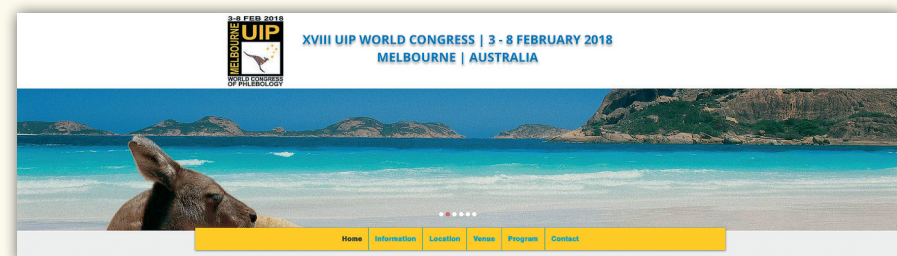 3-8 FEB 2018
MELBOURNE
UIP
WORLD CONGRESS
OF PHLEBOLOGY
XVIII UIP WORLD CONGRESS | 3 - 8 FEBRUARY 2018
MELBOURNE | AUSTRALIA
Home Information Location Venue Program Contact